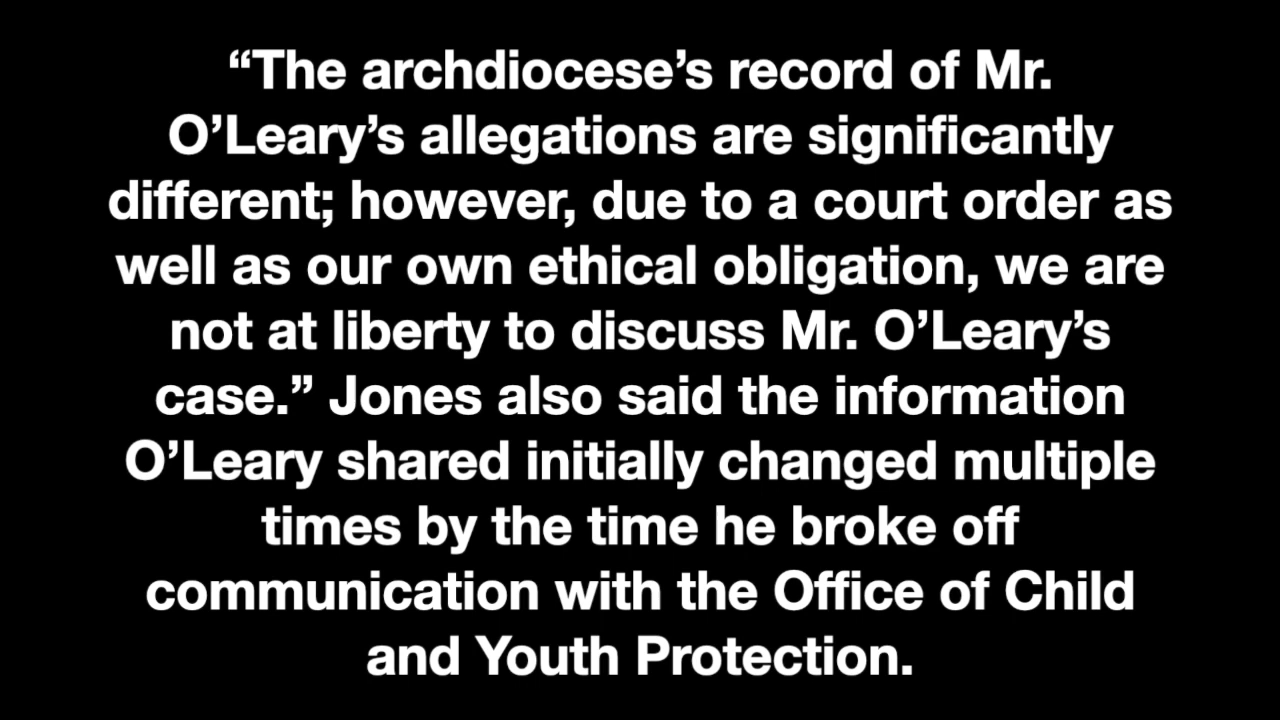 “The archdiocese’s record of Mr.
O’Leary’s allegations are significantly
different; however, due to a court order as
well as our own ethical obligation, we are
not at liberty to discuss Mr. O’Leary’s
case.” Jones also said the information
O’Leary shared initially changed multiple
times by the time he broke off
communication with the Office of Child
and Youth Protection.